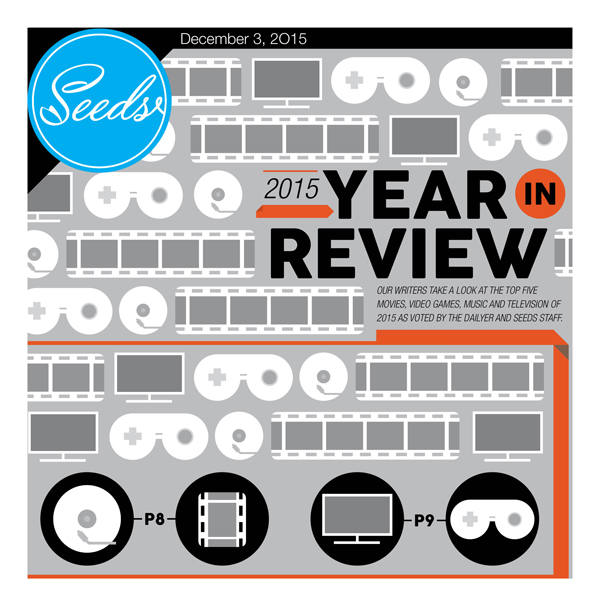 December 3, 2015
Seeds
2015 YEAR IN
REVIEW
OUR WRITERS TAKE A LOOK AT THE TOP FIVE
MOVIES, VIDEO GAMES, MUSIC AND TELEVISION OF
2015 AS VOTED BY THE DAILYER AND SEEDS STAFF.
P8
P9